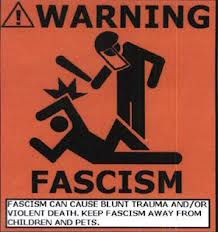 WARNING
FASCISM
FASCISM CAN CAUSE BLUNT TRAUMA AND/OR
VIOLENT DEATH. KEEP FASCISM AWAY FROM
CHILDREN AND PETS.